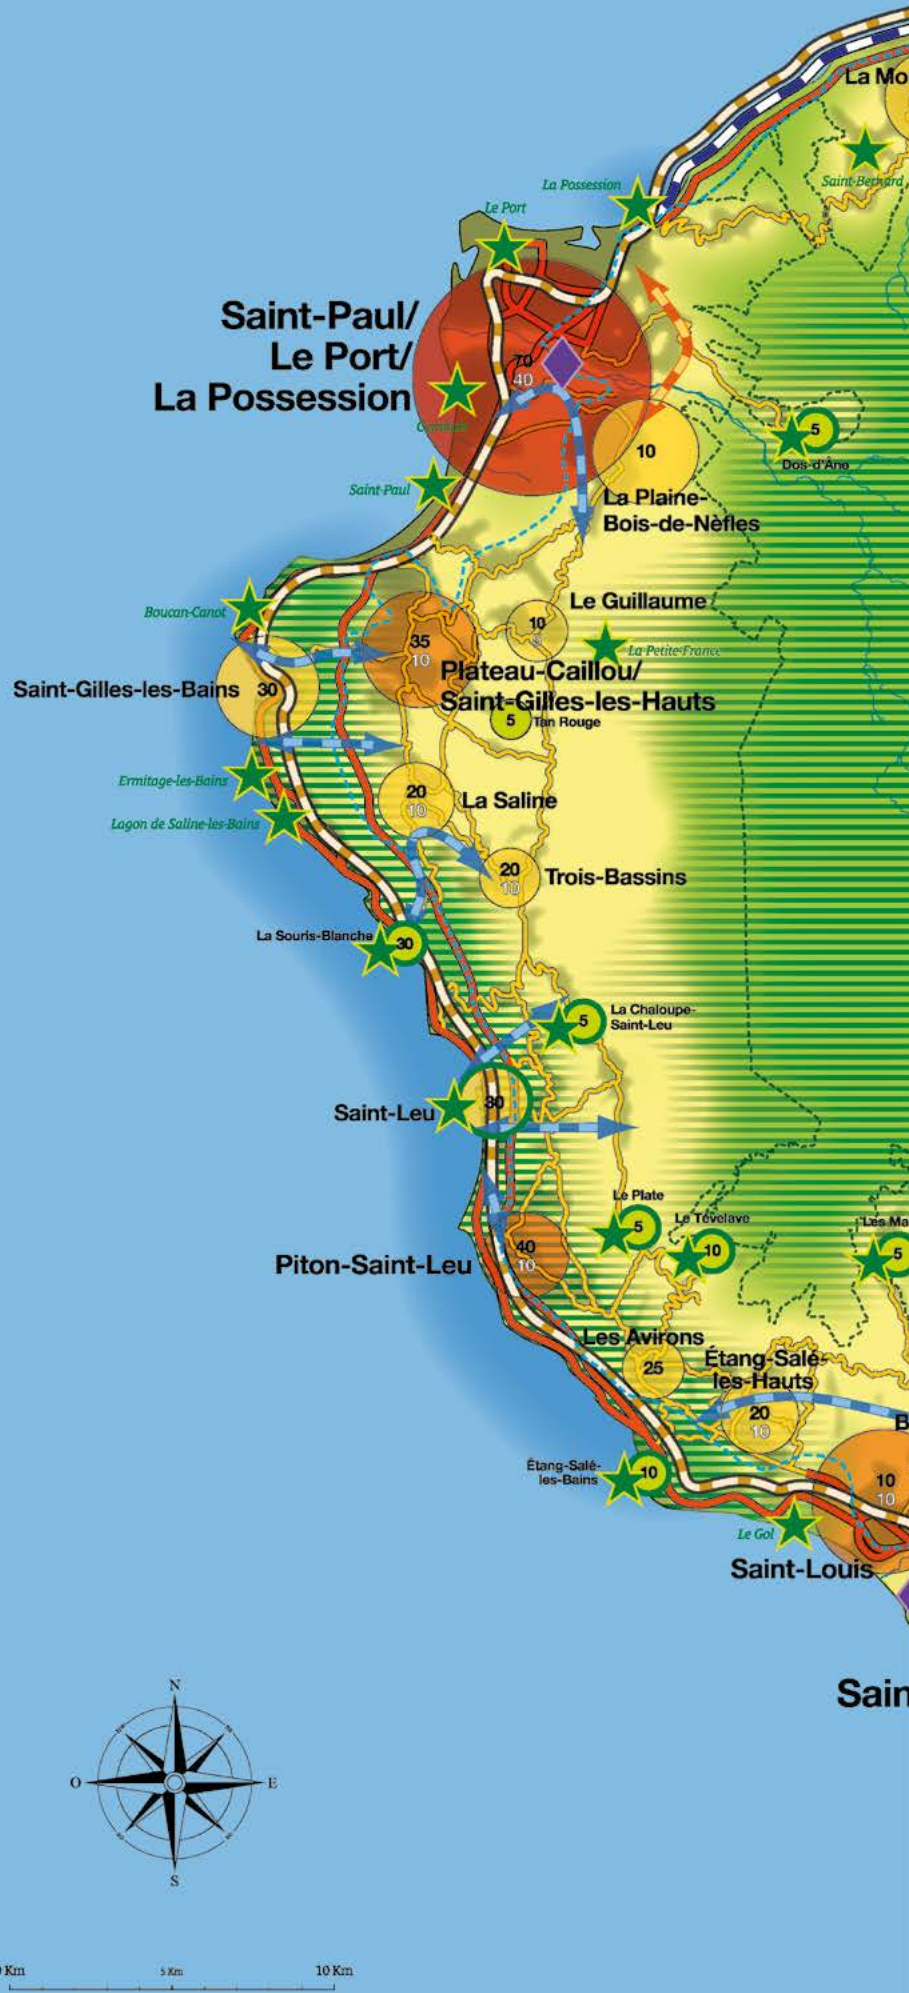 La Mo
Saint-Bernard
La Possession
Le Port
Saint-Paul/
Le Port/
La Possession
70
40
5
Dos-d'Âne
10
La Plaine-
Bois-de-Nèfles
Saint-Paul
Boucan-Canot
Le Guillaume
10
La Petite France
35
10
Plateau-Caillou/
Saint-Gilles-les-Hauts
Saint-Gilles-les-Bains
30
5
Tan Rouge
Ermitage-les-Bains
Lagon de Saline-les-Bains
20
10
La Saline
20
10
Trois-Bassins
La Souris-Blanche
30
La Chaloupe-
Saint-Leu
5
Saint-Leu
30
Le Plate
5
Le Tévelave
10
Les Ma
5
Piton-Saint-Leu
40
10
Les Avirons
25
Étang-Salé-
les-Hauts
20
10
B
Étang-Salé-
les-Bains
10
10
10
Le Gol
Saint-Louis
Sain
N
O
E
S
Km
5 Km
10 Km